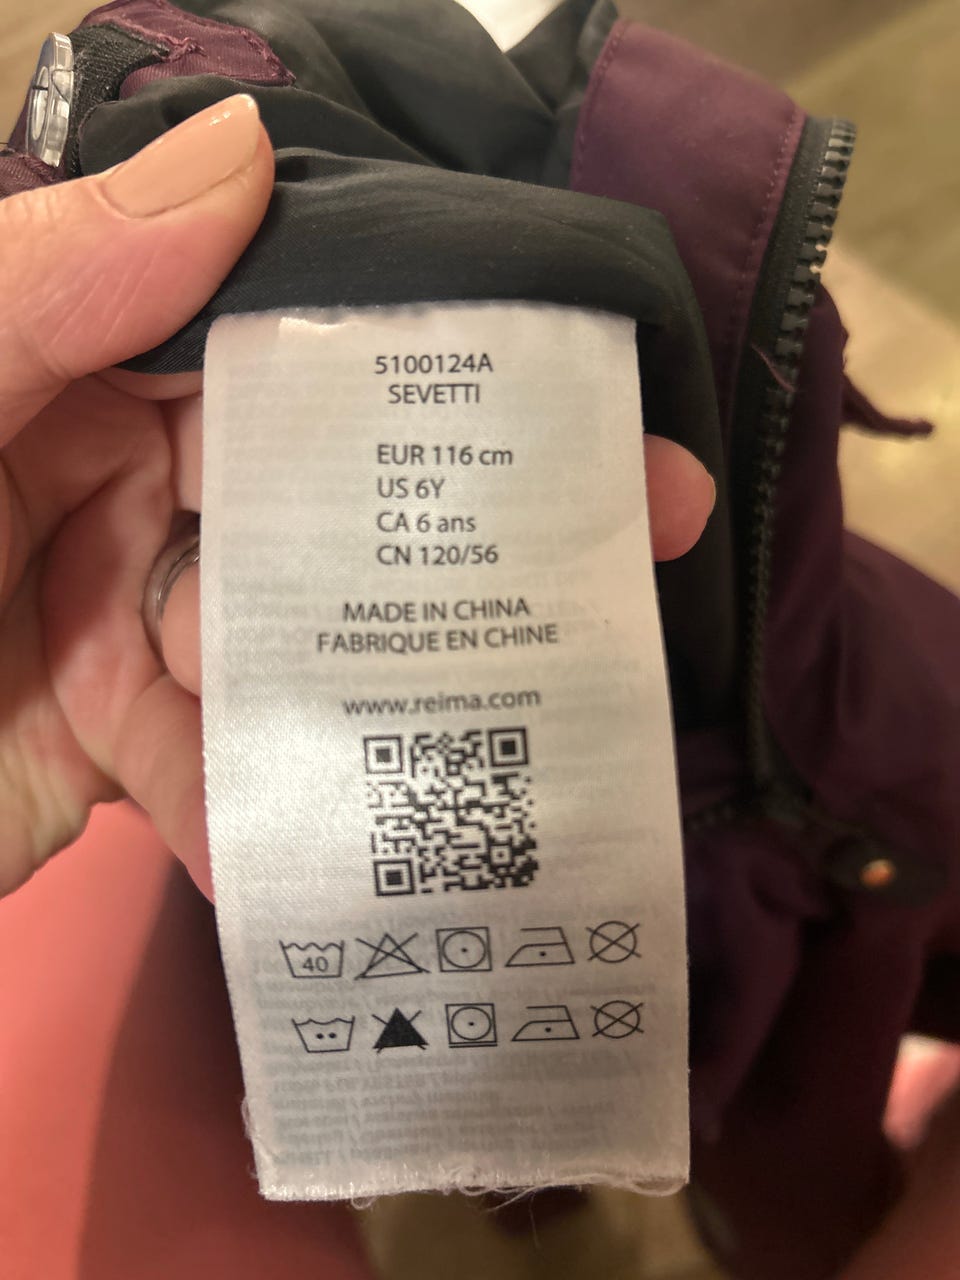 5100124A
SEVETTI
EUR 116 cm
US 6Y
CA 6 ans
CN 120/56
MADE IN CHINA
FABRIQUE EN CHINE
www.reima.com
40